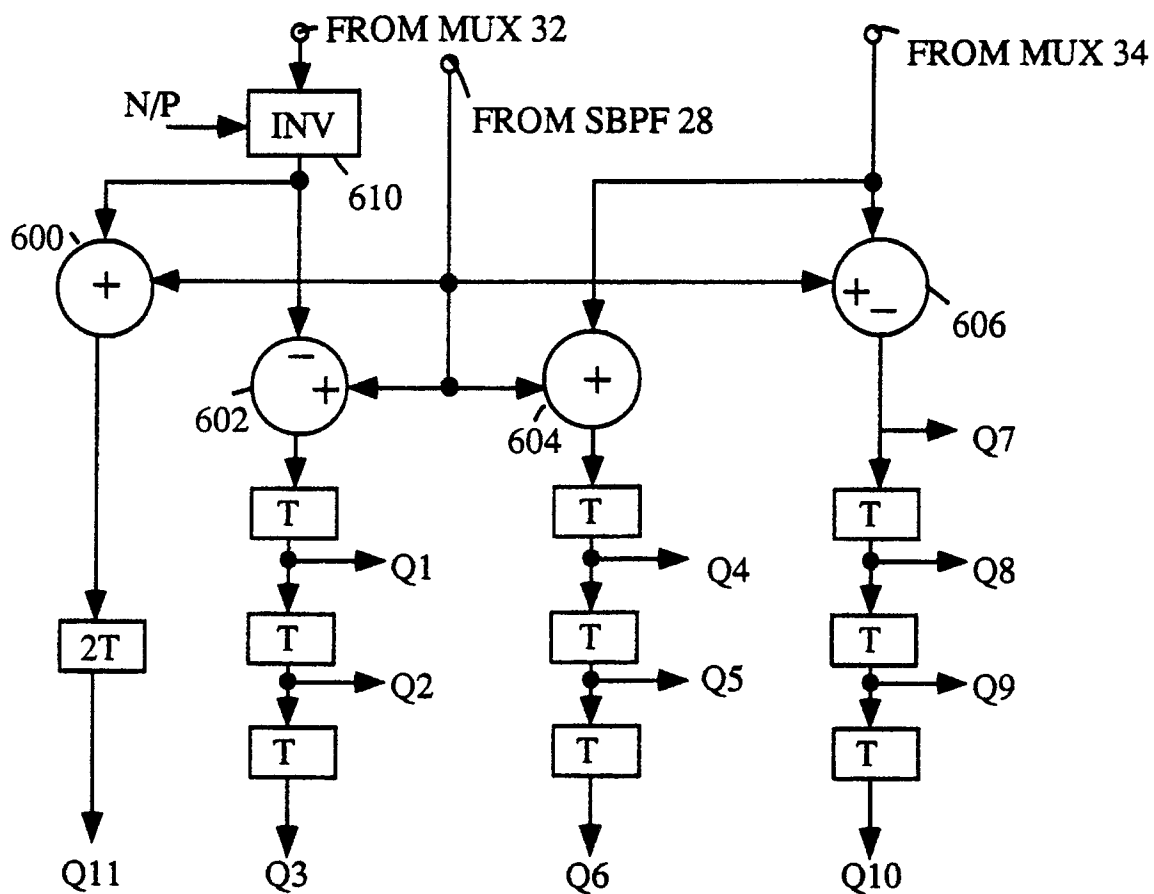 FROM MUX 32
FROM MUX 34
N/P
INV
FROM SBPF 28
610
600
+
+
−
606
−
+
602
+
604
Q7
T
T
T
Q1
Q4
Q8
2T
T
T
T
Q2
Q5
Q9
T
T
T
Q11
Q3
Q6
Q10